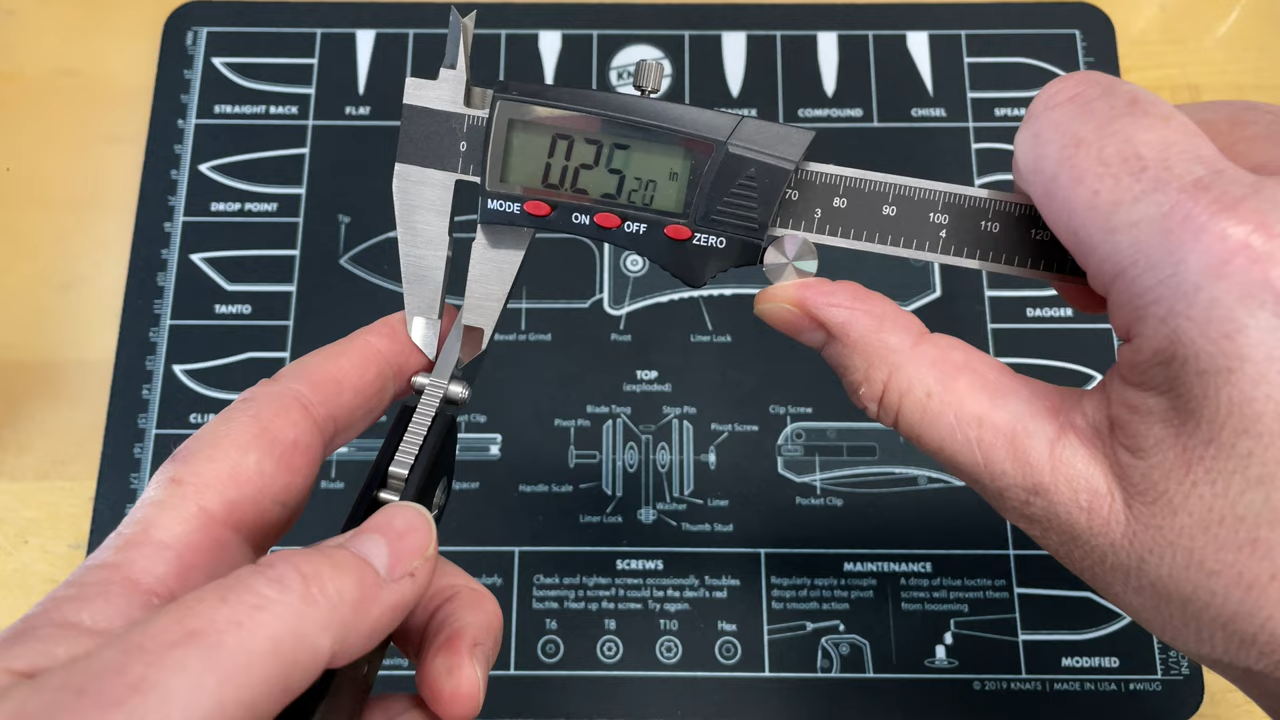 KN
STRAIGHT BACK
FLAT
COMPOUND
CHISEL
0.2520 in
MODE
ON
OFF
ZERO
0
70 80 90 100 110 120
3 4
DROP POINT
TANTO
DAGGER
Tip
Bevel or Grind
Pivot
Liner Lock
TOP
(exploded)
Blade Tang
Stop Pin
Pivot Pin
Pivot Screw
Clip Screw
Blade
Handle Scale
Liner
Washer
Liner Lock
Thumb Stud
Pocket Clip
SCREWS
Check and tighten screws occasionally. Troubles
loosening a screw? It could be the devil's red
loctite. Heat up the screw. Try again.
T6 T8 T10 Hex
MAINTENANCE
Regularly apply a couple
drops of oil to the pivot
for smooth action
A drop of blue loctite on
screws will prevent them
from loosening
MODIFIED
© 2019 KNAFS | MADE IN USA | #WIUG